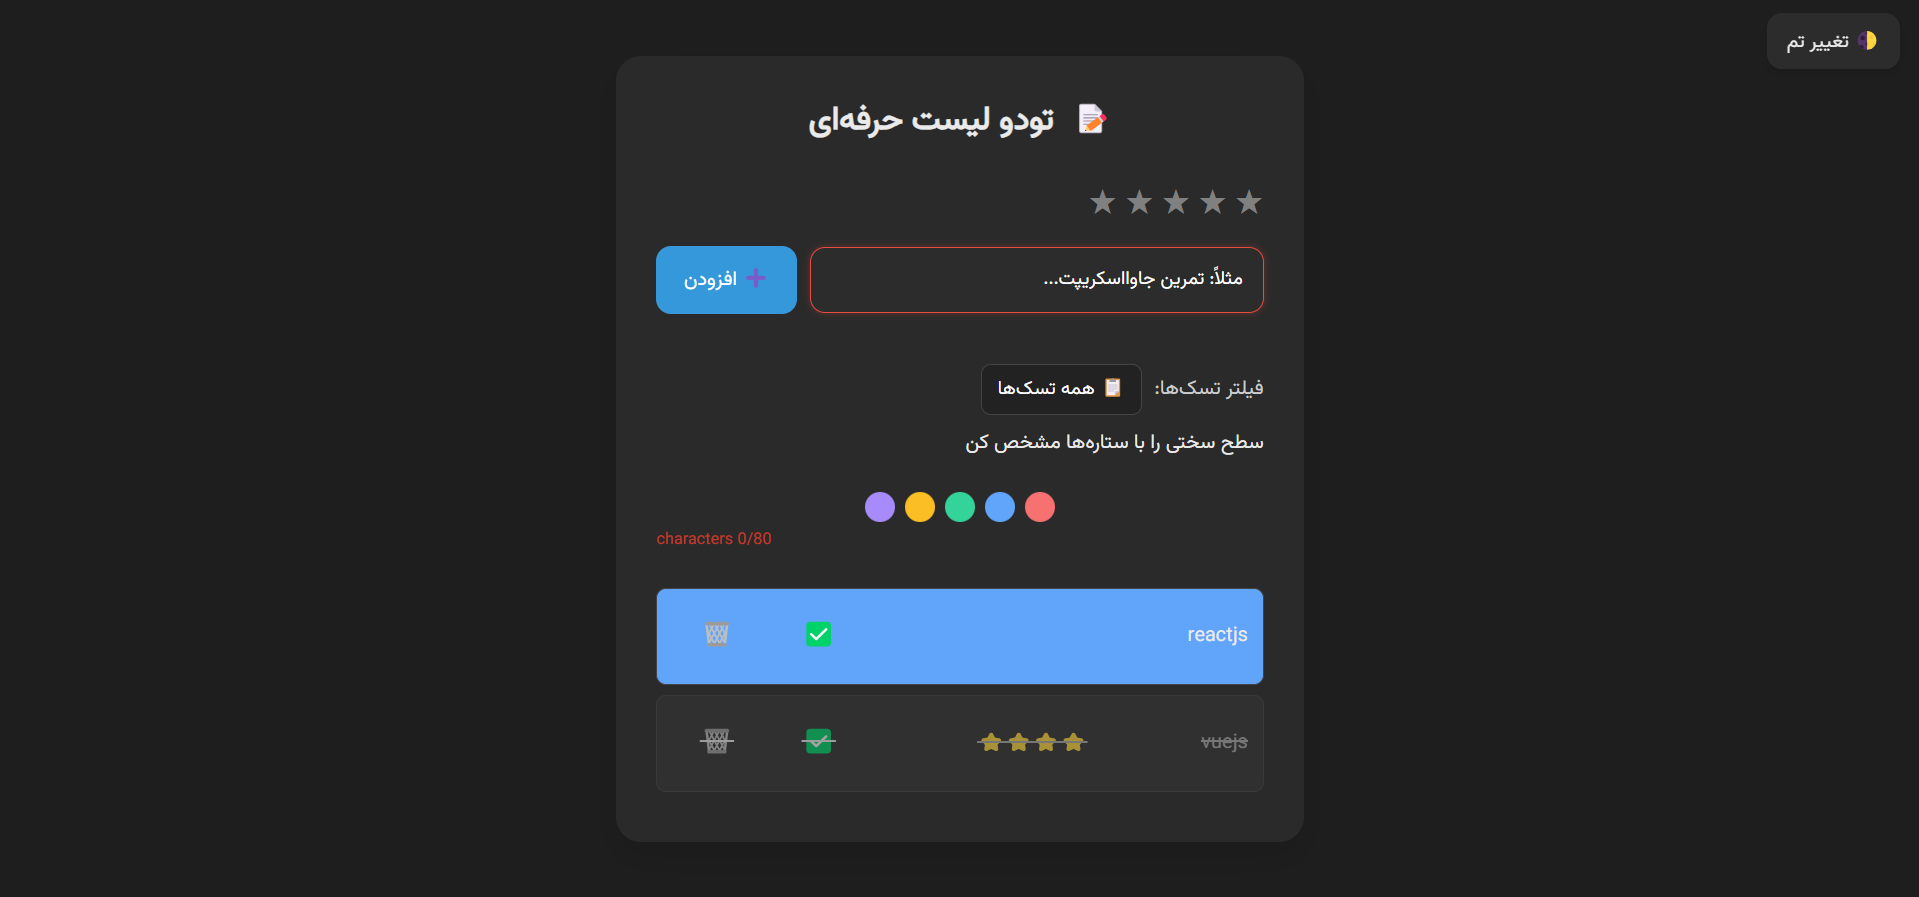 تغییر تم
تودو لیست حرفه‌ای
مثلاً: تمرین جاوااسکریپت...
افزودن
فیلتر تسک‌ها:
همه تسک‌ها
سطح سختی را با ستاره‌ها مشخص کن
characters 0/80
reactjs
vuejs